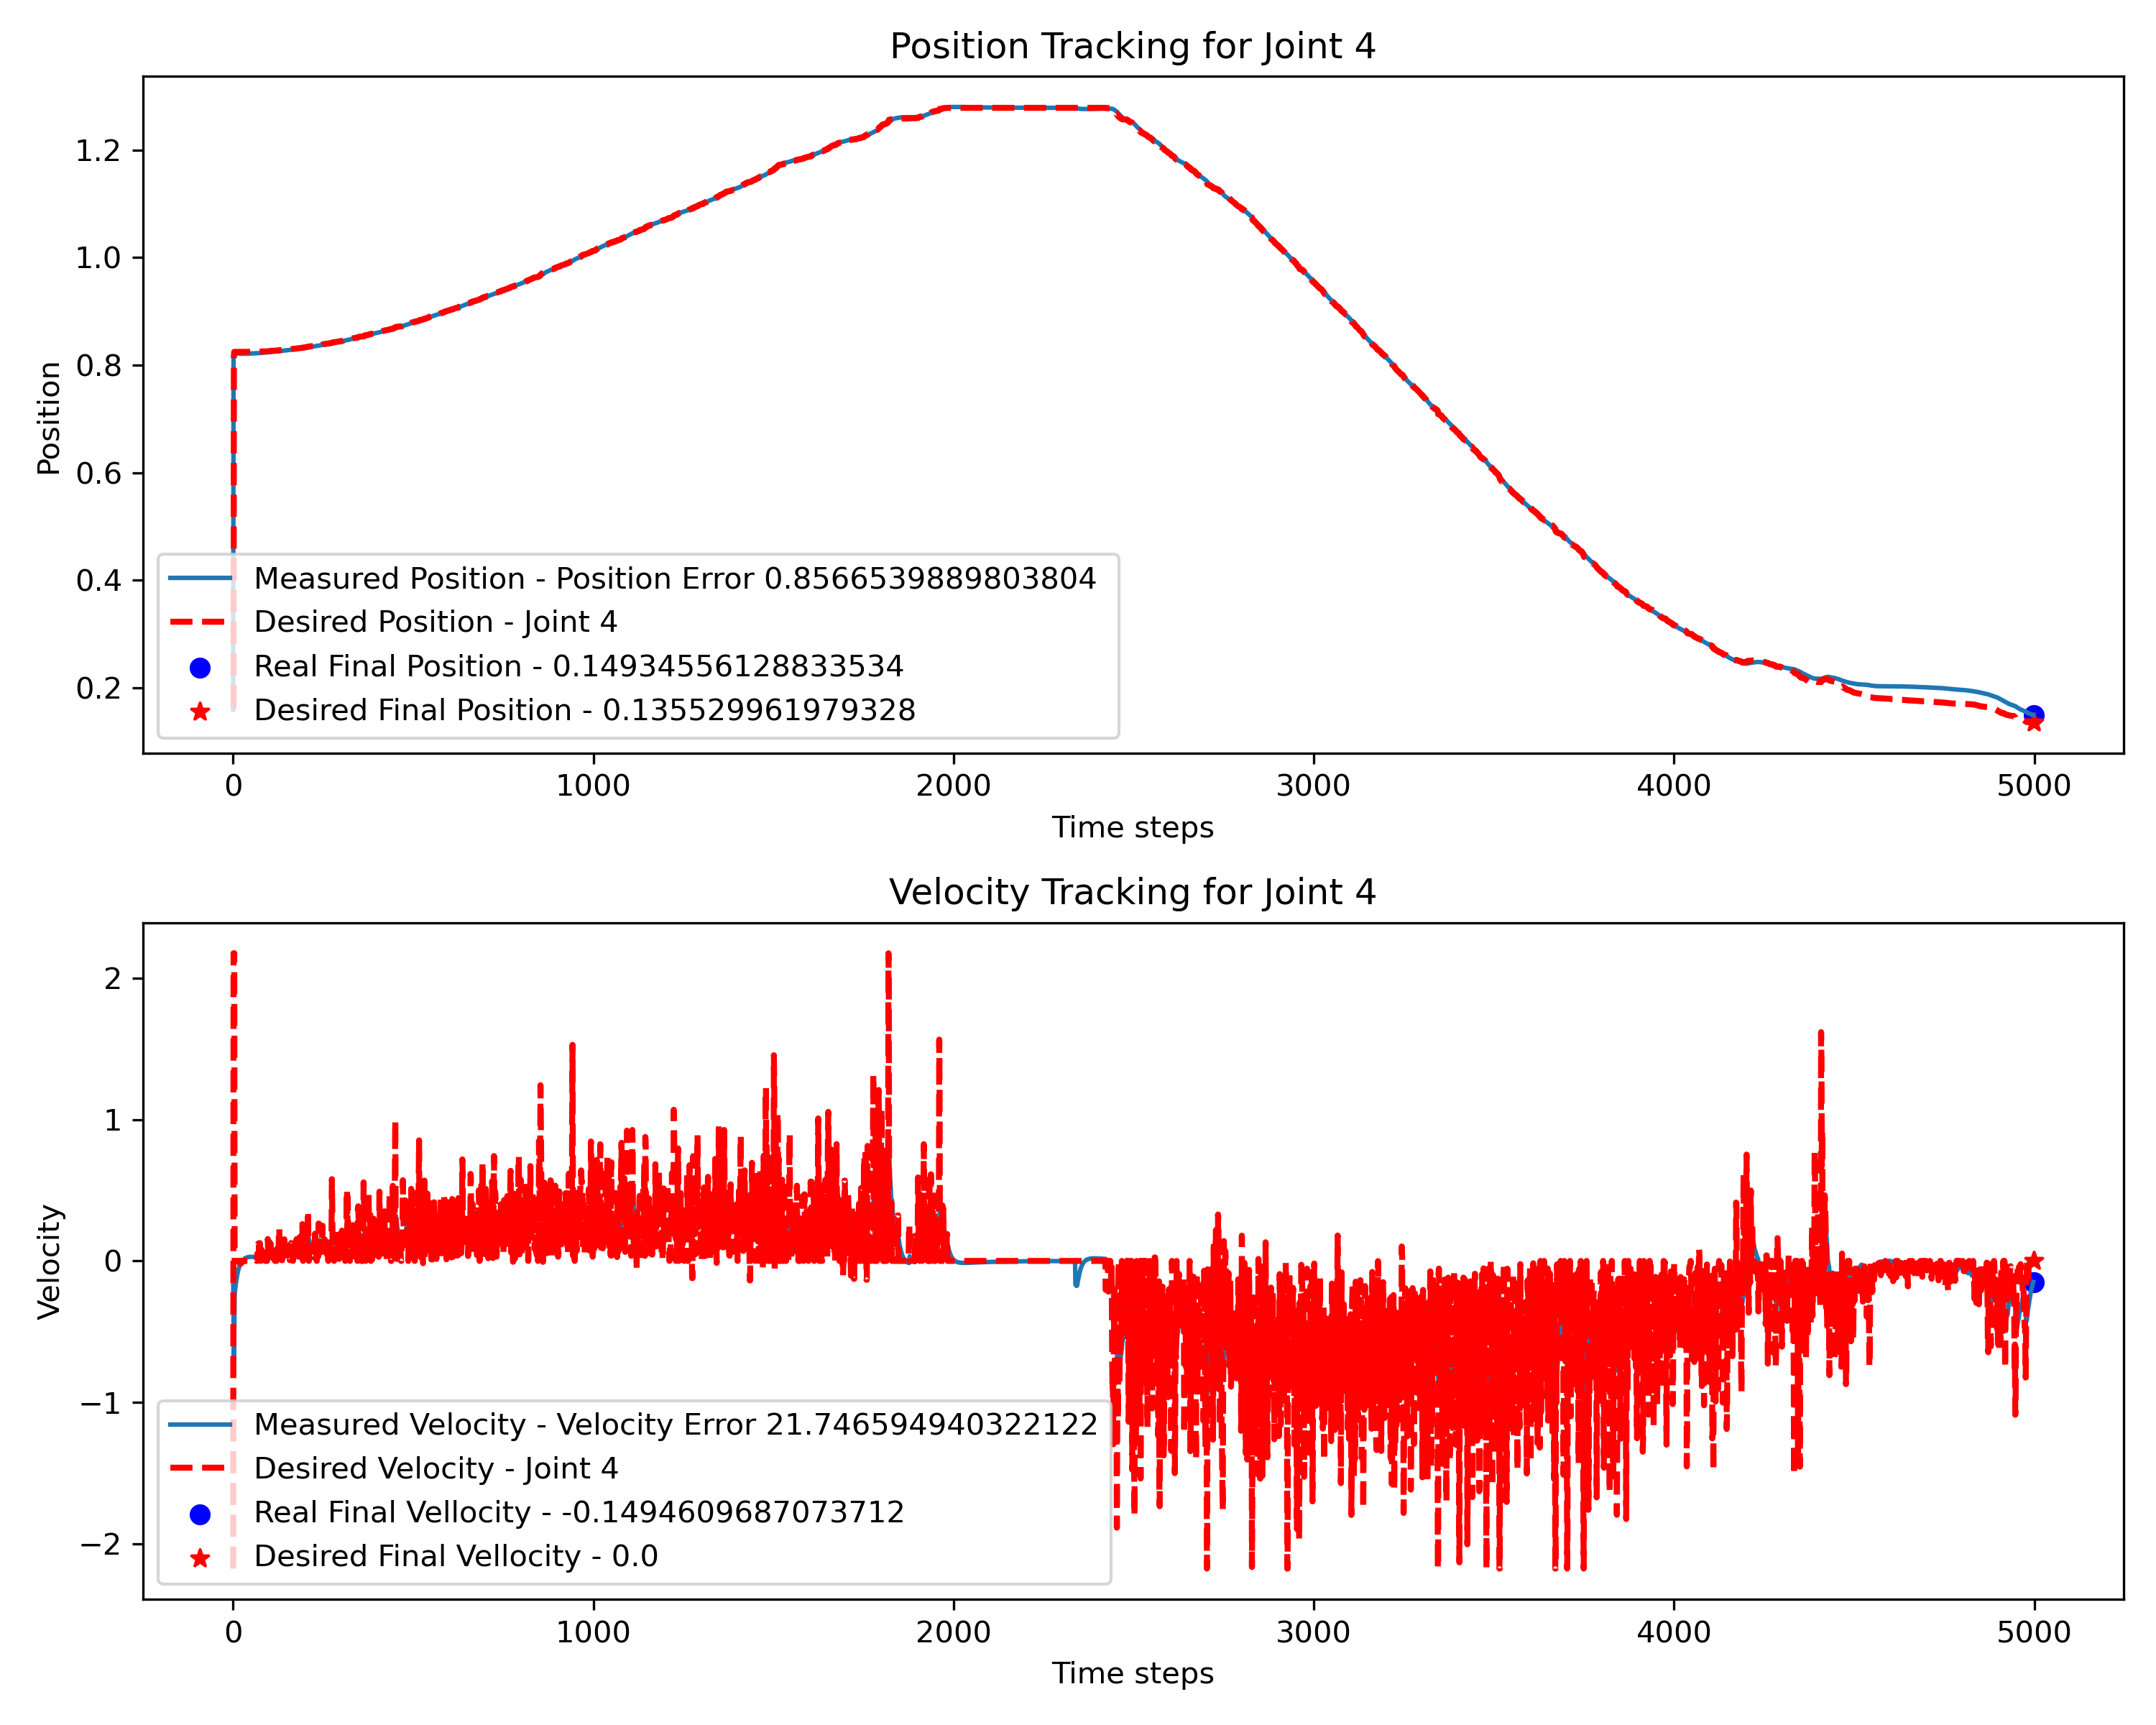 Position Tracking for Joint 4
Position
1.2
1.0
0.8
0.6
0.4
0.2
Measured Position - Position Error 0.8566539889803804
Desired Position - Joint 4
Real Final Position - 0.14934556128833534
Desired Final Position - 0.135529961979328
0 1000 2000 3000 4000 5000
Time steps
Velocity Tracking for Joint 4
Velocity
2
1
0
−1
−2
Measured Velocity - Velocity Error 21.746594940322122
Desired Velocity - Joint 4
Real Final Vellocity - -0.1494609687073712
Desired Final Vellocity - 0.0
0 1000 2000 3000 4000 5000
Time steps